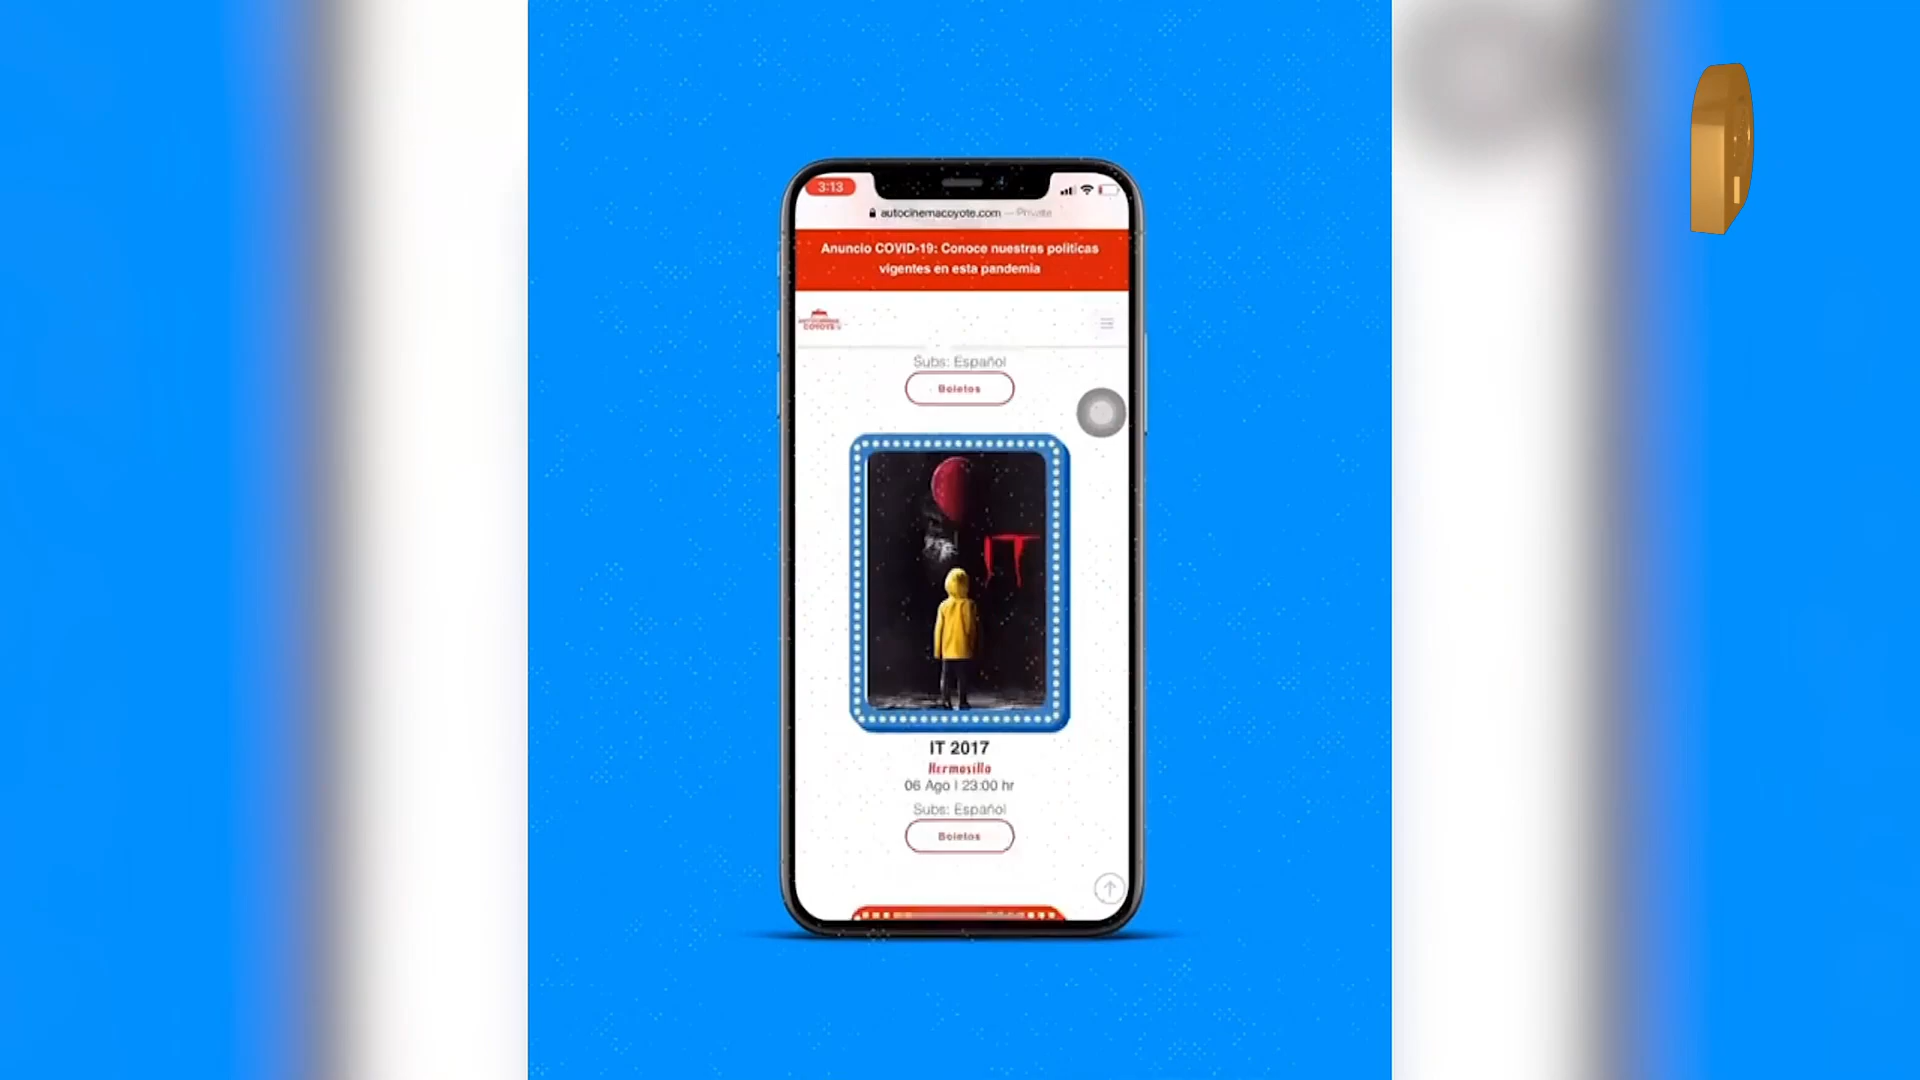 3:13
autocinemacoyote.com — Private
Anuncio COVID-19: Conoce nuestras políticas
vigentes en esta pandemia
COYOTE
Subs: Español
Boletos
IT
IT 2017
Hermosillo
06 Ago | 23:00 hr
Subs: Español
Boletos